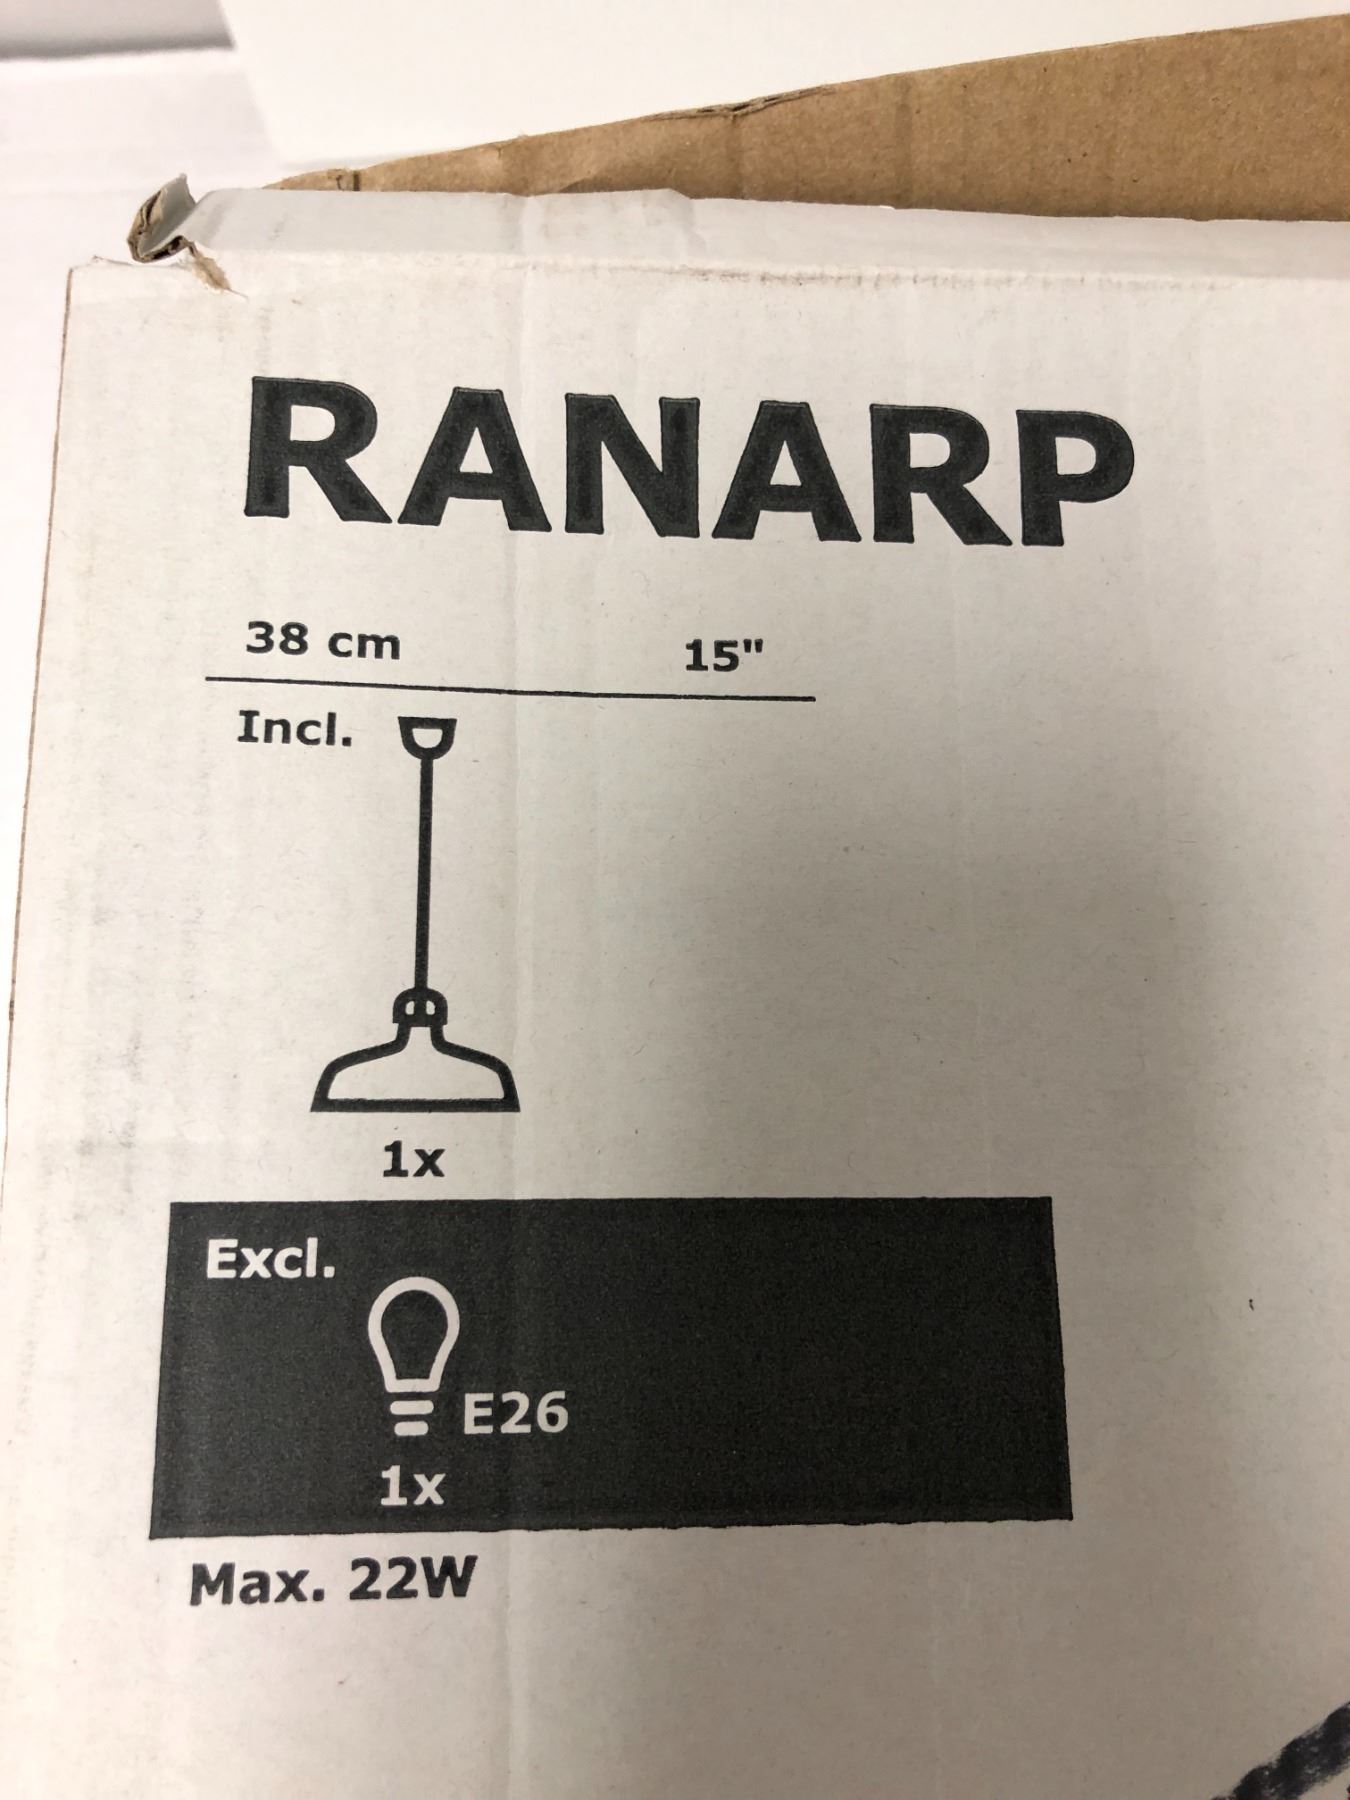 RANARP
38 cm 15"
Incl.
1x
Excl.
E26
1x
Max. 22W